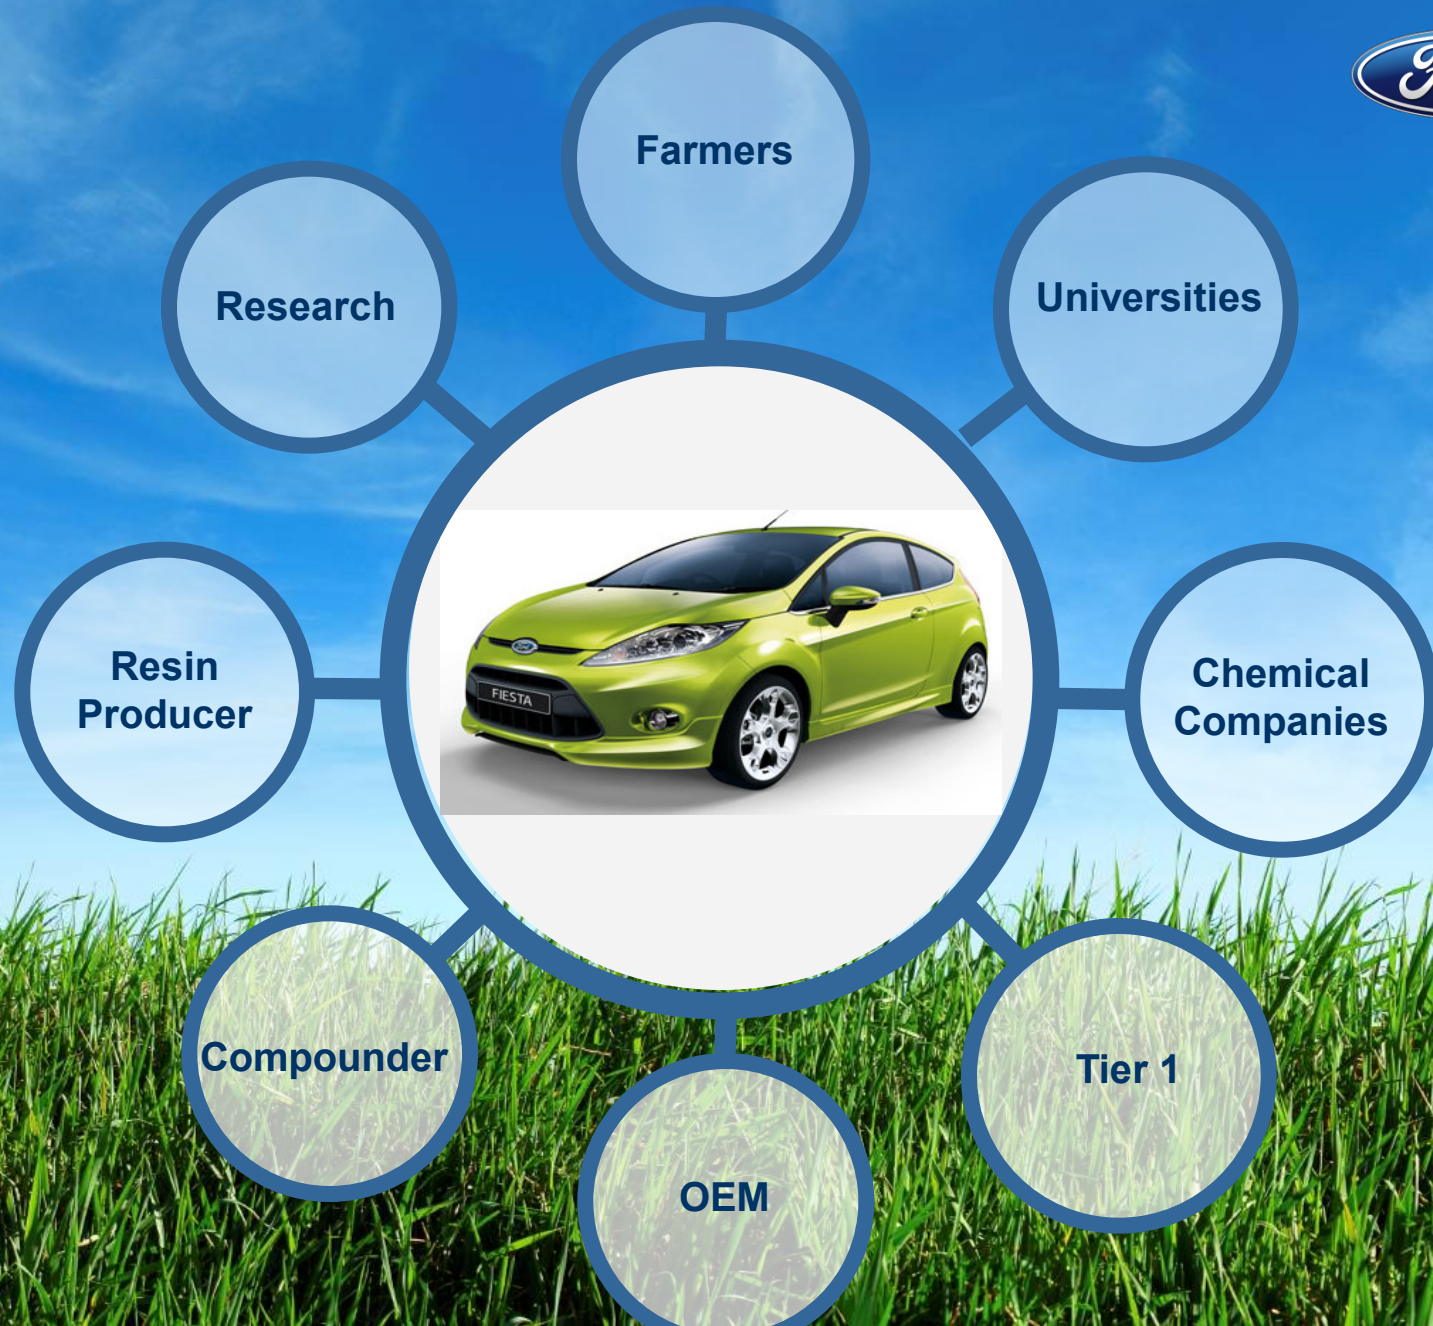 Farmers
Research
Universities
Resin
Producer
Chemical
Companies
FIESTA
Compounder
Tier 1
OEM